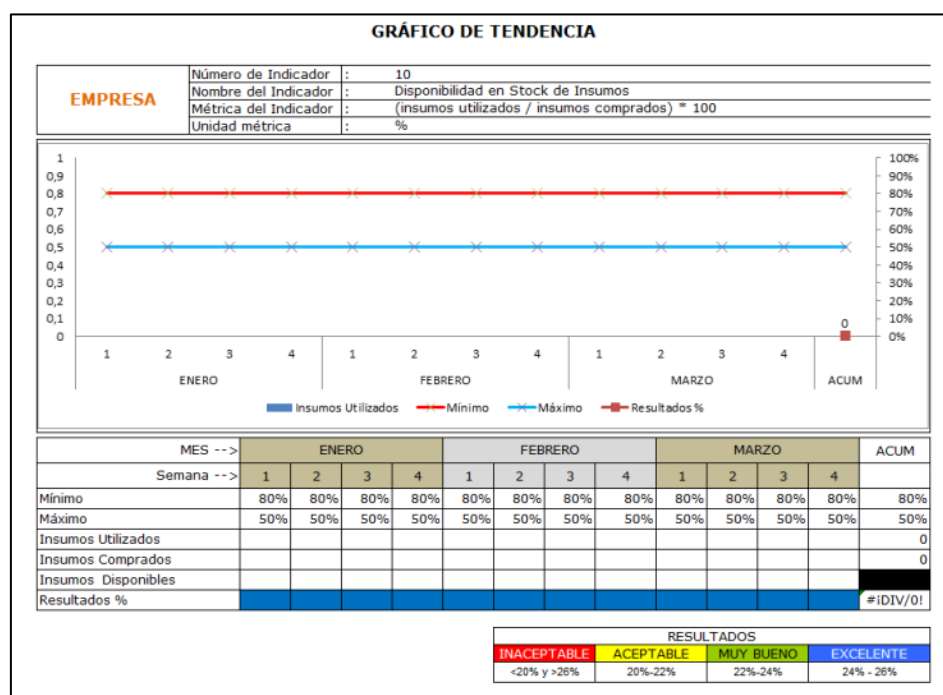 GRÁFICO DE TENDENCIA
EMPRESA
Número de Indicador : 10
Nombre del Indicador : Disponibilidad en Stock de Insumos
Métrica del Indicador : (insumos utilizados / insumos comprados) * 100
Unidad métrica : %
1 100%
0,9 90%
0,8 80%
0,7 70%
0,6 60%
0,5 50%
0,4 40%
0,3 30%
0,2 20%
0,1 10%
0 0%
0
1 2 3 4 1 2 3 4 1 2 3 4
ENERO FEBRERO MARZO ACUM
Insumos Utilizados Mínimo Máximo Resultados %
MES --> ENERO FEBRERO MARZO ACUM
Semana --> 1 2 3 4 1 2 3 4 1 2 3 4
Mínimo 80% 80% 80% 80% 80% 80% 80% 80% 80% 80% 80% 80% 80%
Máximo 50% 50% 50% 50% 50% 50% 50% 50% 50% 50% 50% 50% 50%
Insumos Utilizados 0
Insumos Comprados 0
Insumos Disponibles
Resultados % #¡DIV/0!
RESULTADOS
INACEPTABLE ACEPTABLE MUY BUENO EXCELENTE
<20% y >26% 20%-22% 22%-24% 24% - 26%